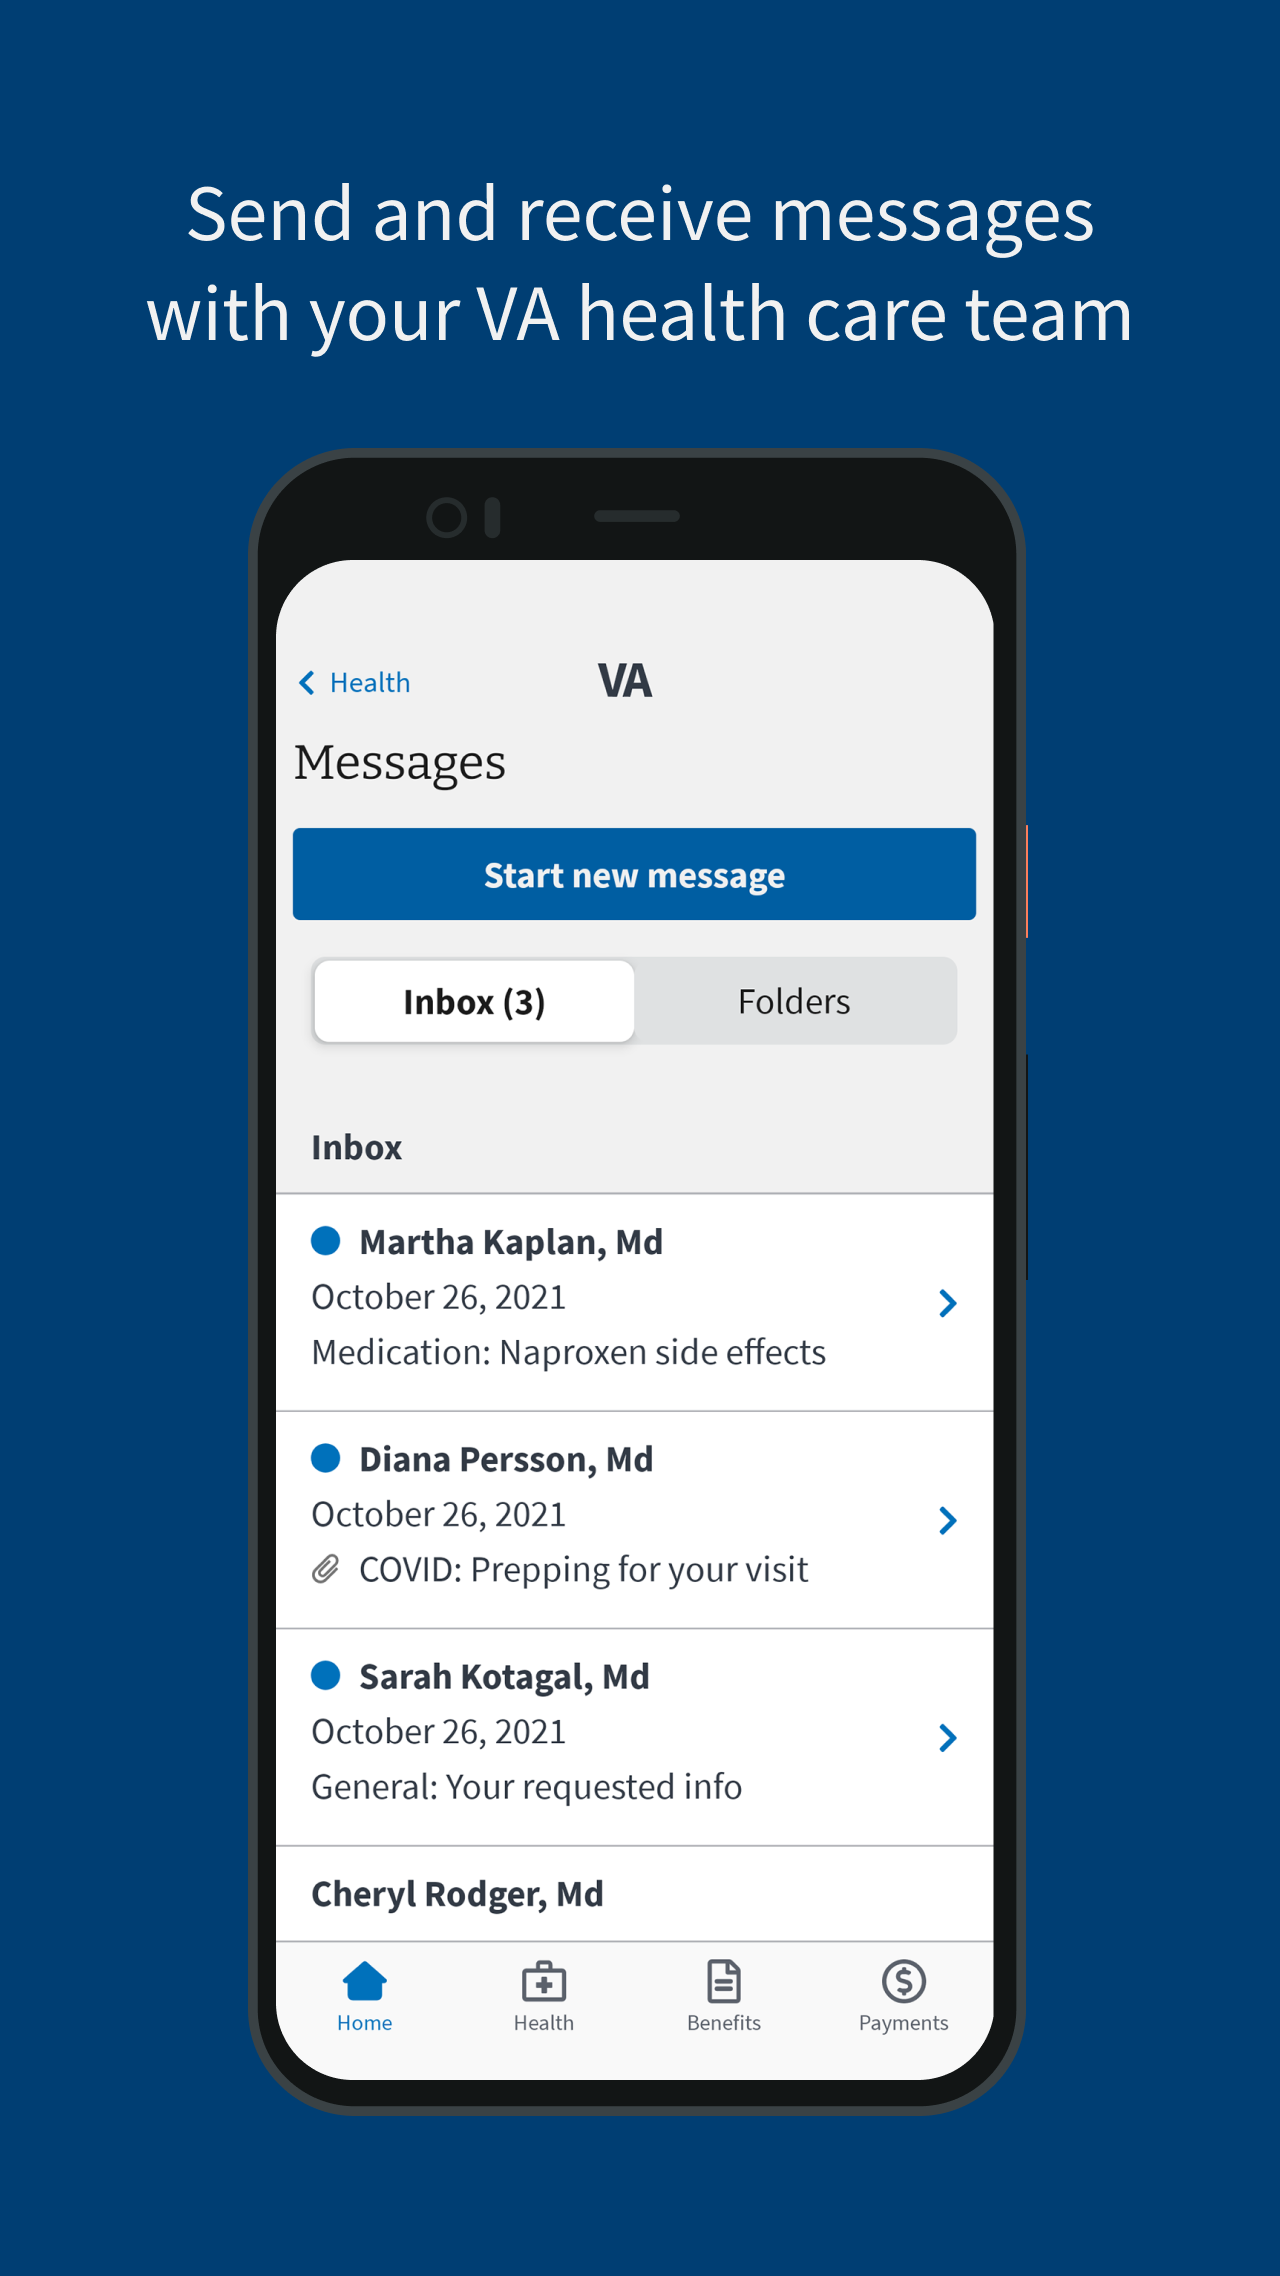 Send and receive messages
with your VA health care team
Health
VA
Messages
Start new message
Inbox (3)
Folders
Inbox
Martha Kaplan, Md
October 26, 2021
Medication: Naproxen side effects
Diana Persson, Md
October 26, 2021
COVID: Prepping for your visit
Sarah Kotagal, Md
October 26, 2021
General: Your requested info
Cheryl Rodger, Md
Home
Health
Benefits
Payments